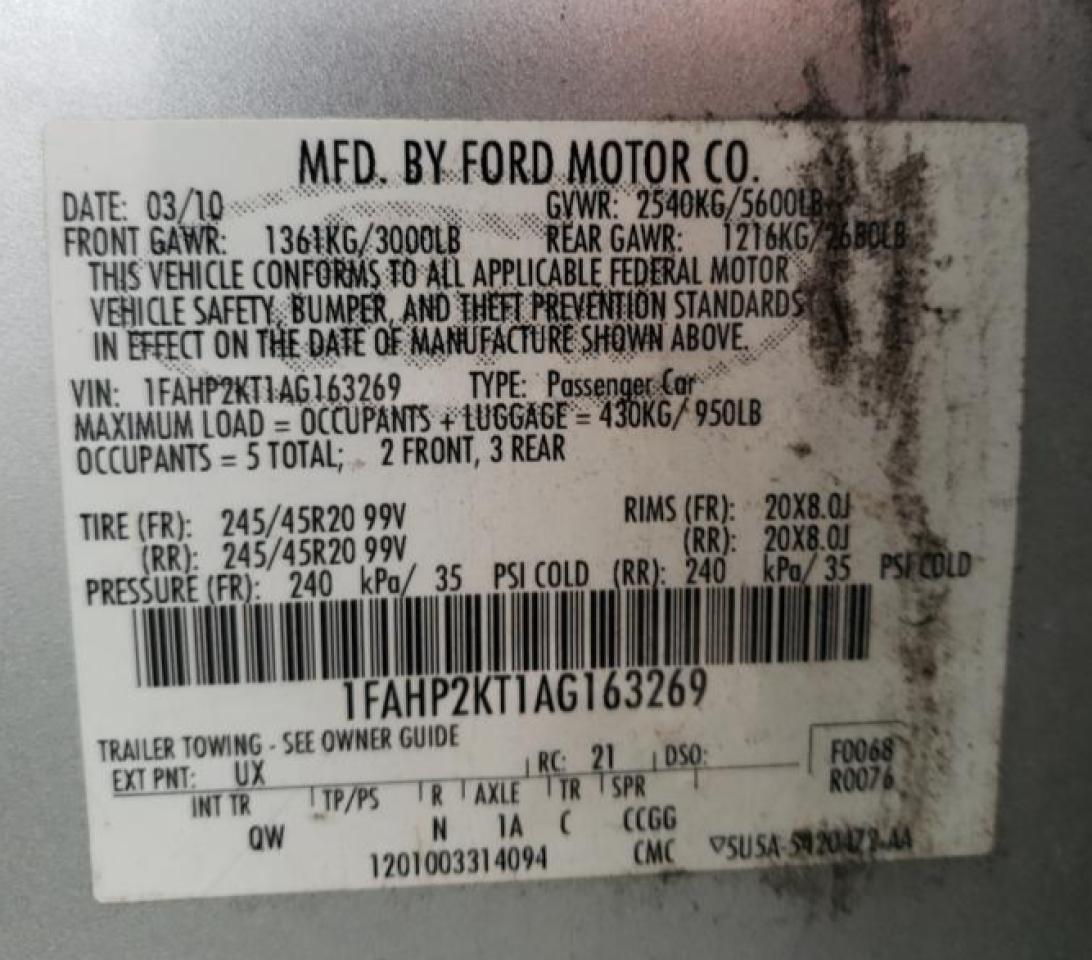 MFD. BY FORD MOTOR CO.
DATE: 03/10 GVWR: 2540KG/5600LB
FRONT GAWR: 1361KG/3000LB REAR GAWR: 1216KG/2680LB
THIS VEHICLE CONFORMS TO ALL APPLICABLE FEDERAL MOTOR
VEHICLE SAFETY, BUMPER, AND THEFT PREVENTION STANDARDS
IN EFFECT ON THE DATE OF MANUFACTURE SHOWN ABOVE.
VIN: 1FAHP2KT1AG163269 TYPE: Passenger Car
MAXIMUM LOAD = OCCUPANTS + LUGGAGE = 430KG/ 950LB
OCCUPANTS = 5 TOTAL; 2 FRONT, 3 REAR
TIRE (FR): 245/45R20 99V RIMS (FR): 20X8.0J
(RR): 245/45R20 99V (RR): 20X8.0J
PRESSURE (FR): 240 kPa/ 35 PSI COLD (RR): 240 kPa/ 35 PSI COLD
1FAHP2KT1AG163269
TRAILER TOWING - SEE OWNER GUIDE
EXT PNT: UX RC: 21 DSO: F0068
INT TR TP/PS R AXLE TR SPR R0076
QW N 1A C CCGG
1201003314094 CMC